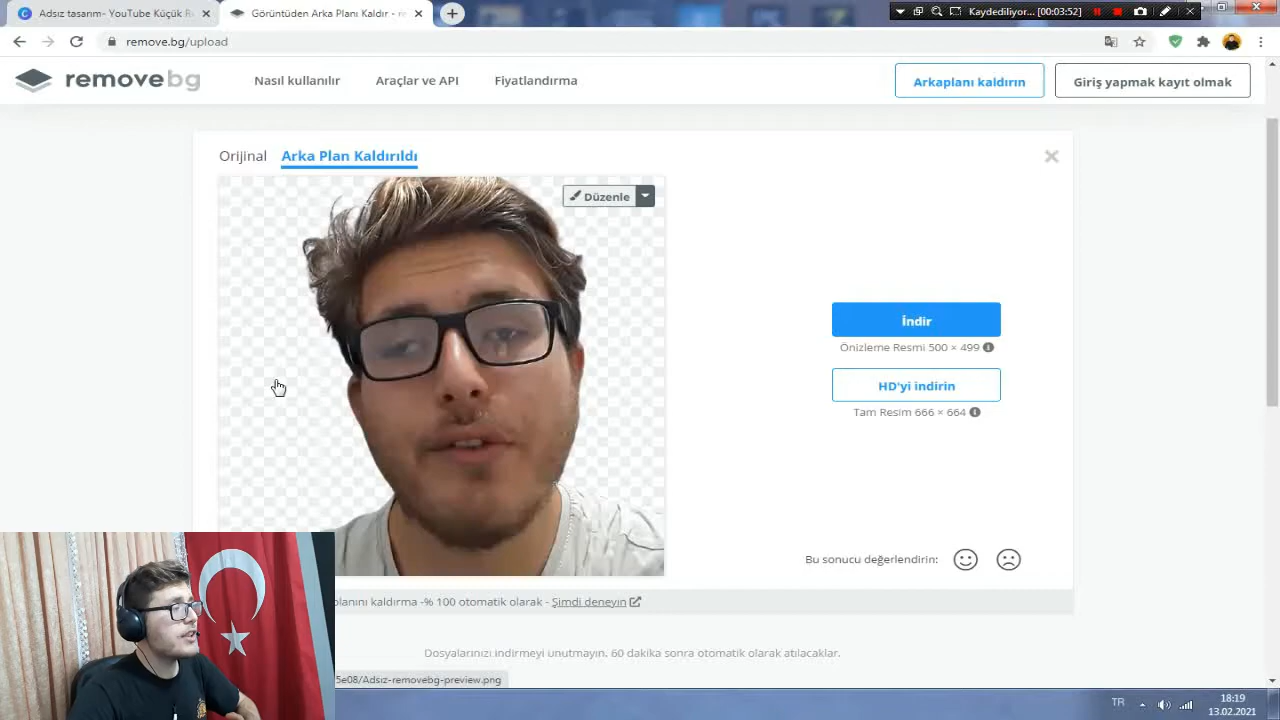 Adsız tasarım- YouTube Küçük R
Görüntüden Arka Planı Kaldır - re
Kaydediliyor... [00:03:52]
remove.bg/upload
removebg
Nasıl kullanılır
Araçlar ve API
Fiyatlandırma
Arkaplanı kaldırın
Giriş yapmak kayıt olmak
Orijinal
Arka Plan Kaldırıldı
Düzenle
İndir
Önizleme Resmi 500 × 499
HD'yi indirin
Tam Resim 666 × 664
Bu sonucu değerlendirin:
planını kaldırma -% 100 otomatik olarak - Şimdi deneyin
Dosyalarınızı indirmeyi unutmayın. 60 dakika sonra otomatik olarak atılacaklar.
5e08/Adsız-removebg-preview.png
TR
18:19
13.02.2021